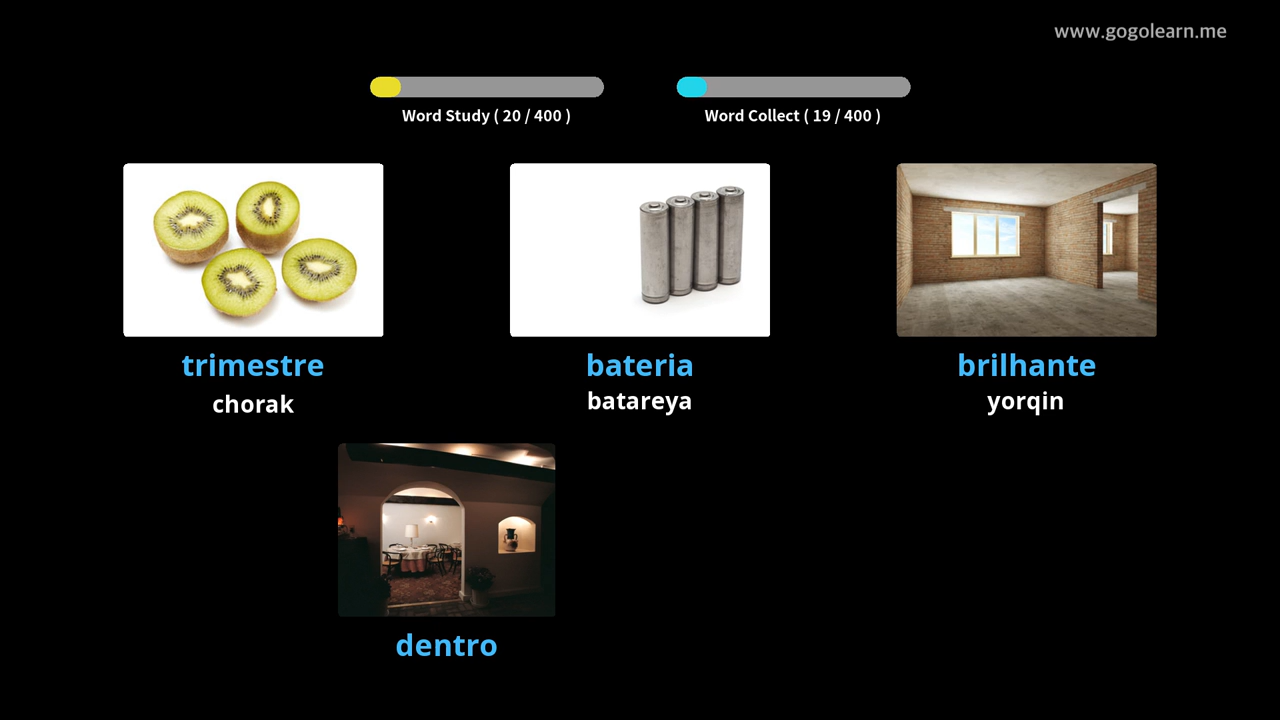 www.gogolearn.me
Word Study ( 20 / 400 )
Word Collect ( 19 / 400 )
trimestre
chorak
bateria
batareya
brilhante
yorqin
dentro